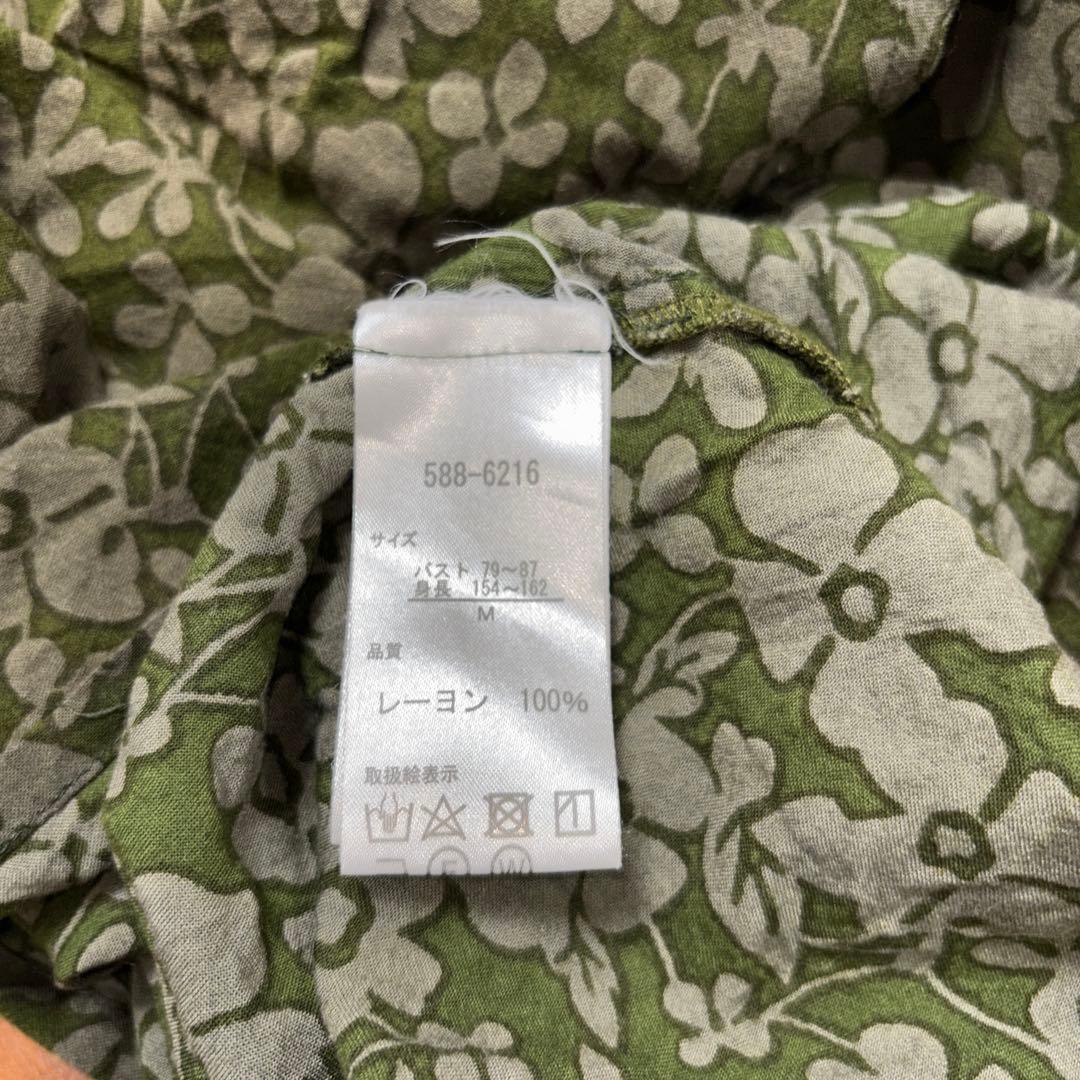 588-6216
サイズ
バスト 79～87
身長 154～162
M
品質
レーヨン 100%
取扱絵表示